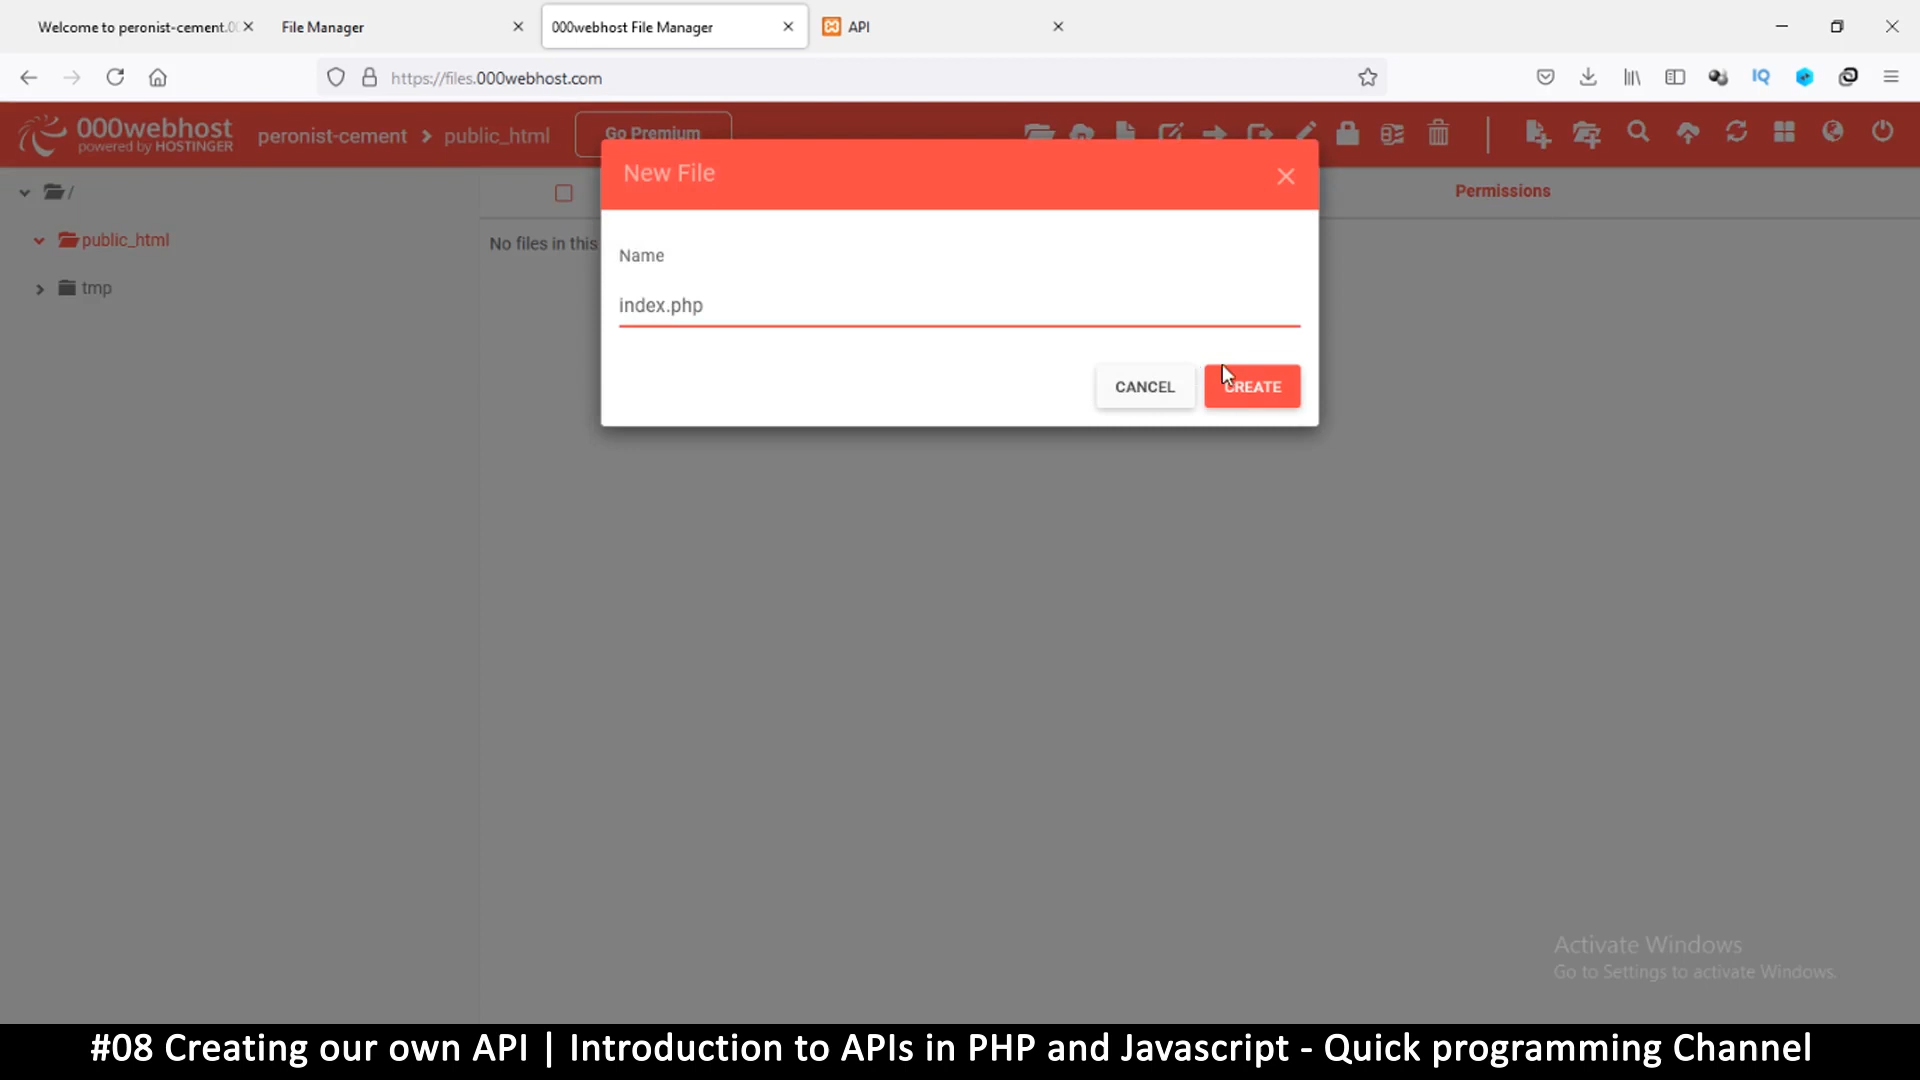 Welcome to peronist-cement.0
File Manager
000webhost File Manager
API
https://files.000webhost.com
IQ
000webhost
powered by HOSTINGER
peronist-cement > public_html
Go Premium
New File
/
Permissions
public_html
No files in this
Name
tmp
index.php
CANCEL
CREATE
Activate Windows
Go to Settings to activate Windows.
#08 Creating our own API | Introduction to APIs in PHP and Javascript - Quick programming Channel